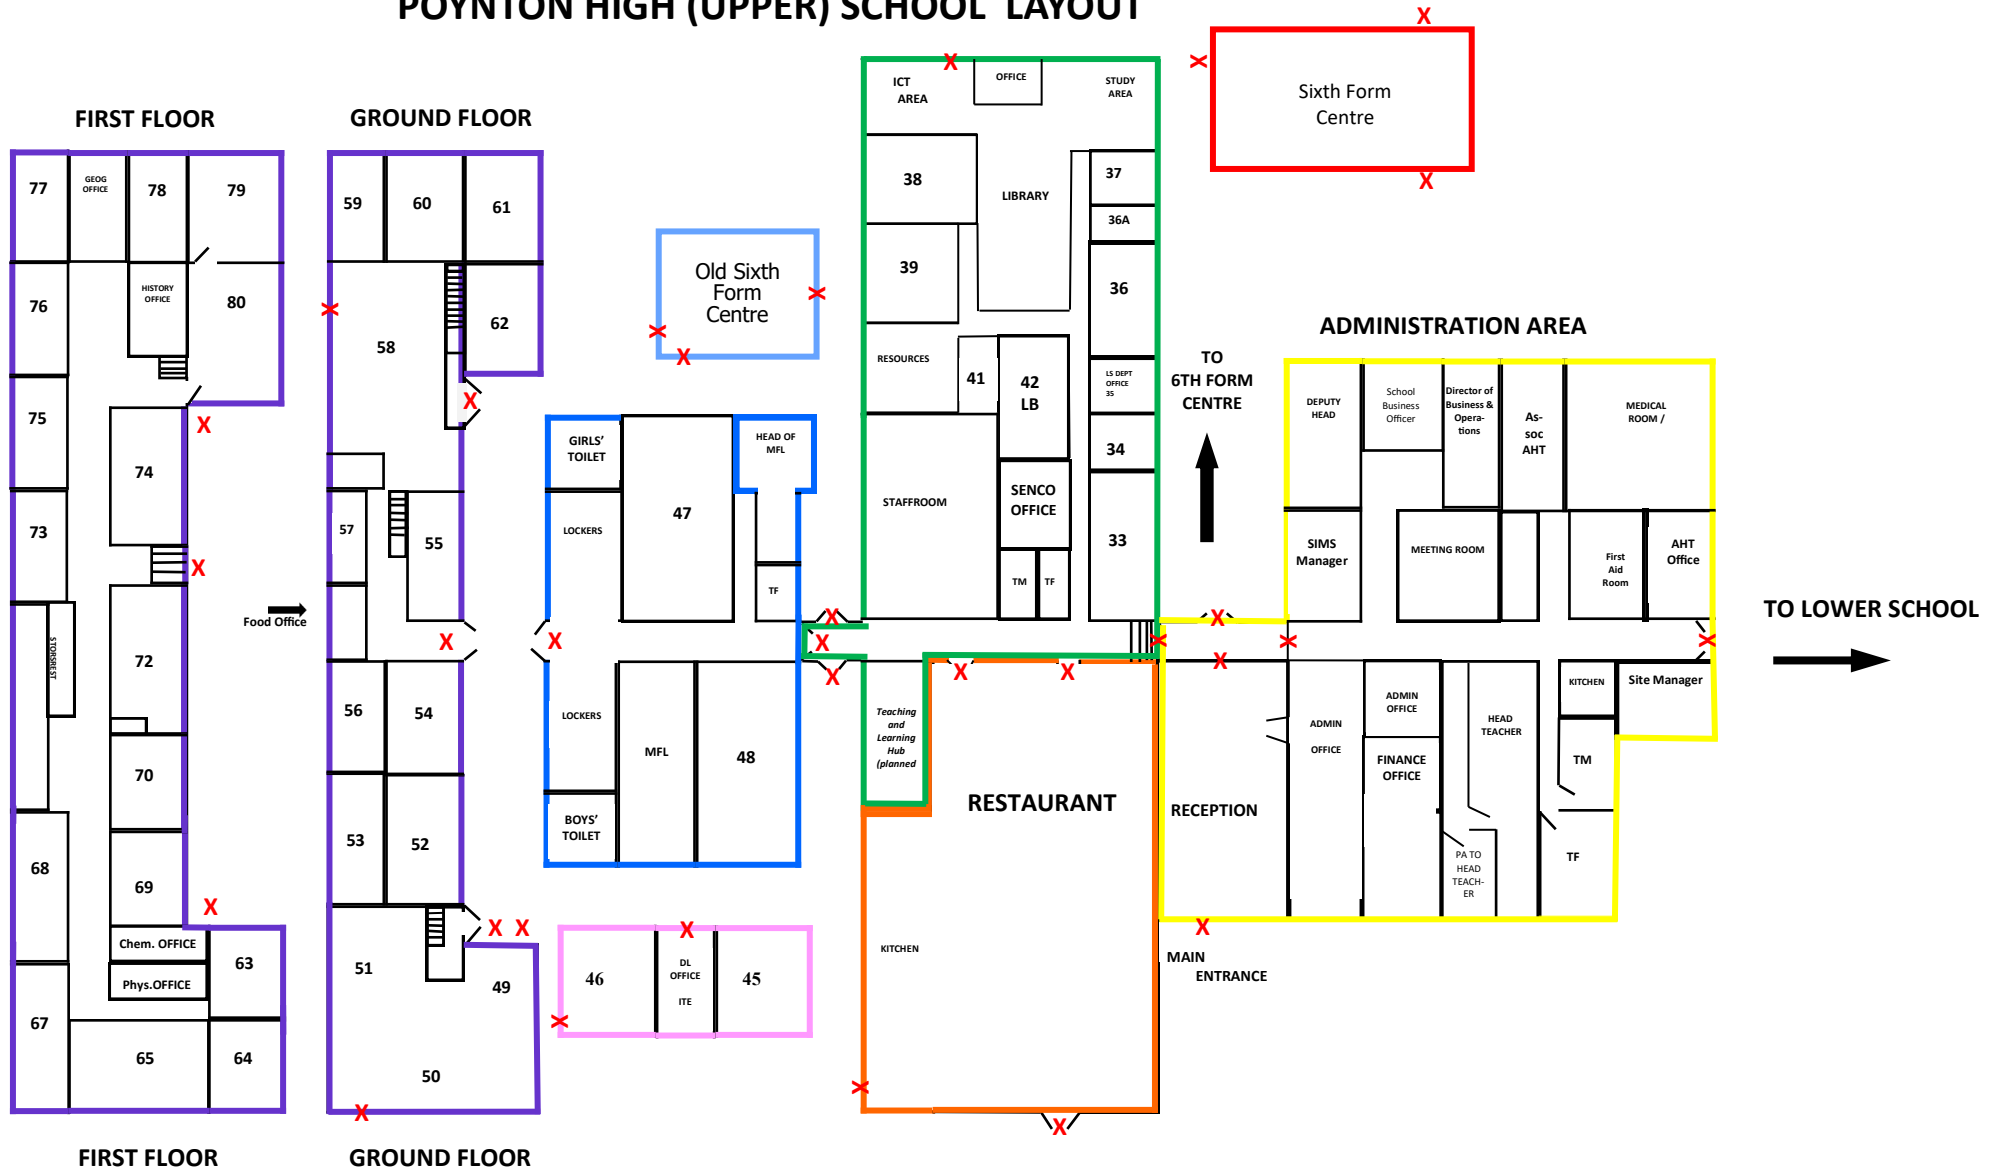 POYNTON HIGH (UPPER) SCHOOL LAYOUT
FIRST FLOOR
77
GEOG
OFFICE
78
79
76
HISTORY
OFFICE
80
75
X
74
73
X
STORSREST
72
70
68
69
X
Chem. OFFICE
Phys.OFFICE
63
67
65
64
FIRST FLOOR
Food Office
GROUND FLOOR
59
60
61
X
58
62
X
57
55
X
56
54
53
52
X X
51
49
50
X
GROUND FLOOR
Old Sixth
Form
Centre
X
X
X
GIRLS’
TOILET
HEAD OF
MFL
47
LOCKERS
TF
X
LOCKERS
MFL
48
BOYS’
TOILET
X
46
DL
OFFICE
ITE
45
X
X
ICT
AREA
OFFICE
STUDY
AREA
38
37
LIBRARY
36A
39
36
RESOURCES
41
42
LB
LS DEPT
OFFICE
35
34
STAFFROOM
SENCO
OFFICE
33
TM
TF
X
X
X
X
X
Teaching
and
Learning
Hub
(planned
RESTAURANT
KITCHEN
X
X
X
X
Sixth Form
Centre
X
TO
6TH FORM
CENTRE
ADMINISTRATION AREA
DEPUTY
HEAD
School
Business
Officer
Director of
Business &
Opera-
tions
As-
soc
AHT
MEDICAL
ROOM /
SIMS
Manager
MEETING ROOM
First
Aid
Room
AHT
Office
X
X
X
X
X
TO LOWER SCHOOL
ADMIN
OFFICE
ADMIN
OFFICE
HEAD
TEACHER
KITCHEN
Site Manager
FINANCE
OFFICE
TM
RECEPTION
PA TO
HEAD
TEACH-
ER
TF
X
MAIN
ENTRANCE